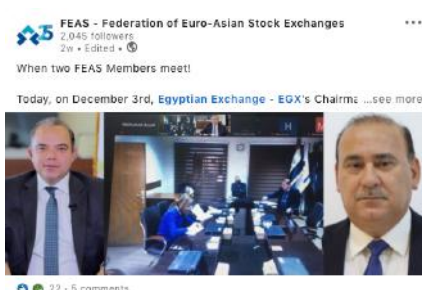 FEAS - Federation of Euro-Asian Stock Exchanges
2,045 followers
2w • Edited •
When two FEAS Members meet!
Today, on December 3rd, Egyptian Exchange - EGX's Chairma ...see more
22 · 5 comments